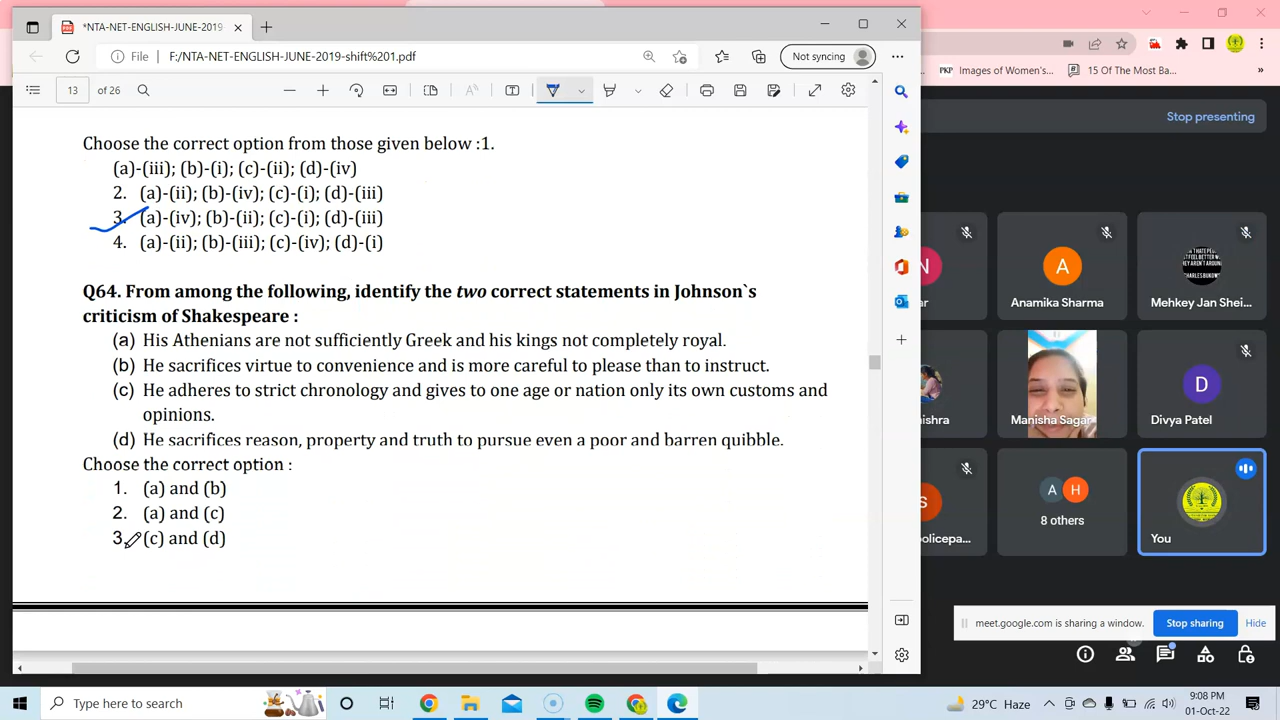 *NTA-NET-ENGLISH-JUNE-2019
File F:/NTA-NET-ENGLISH-JUNE-2019-shift%201.pdf
Not syncing
PKP Images of Women's...
B 15 Of The Most Ba...
13 of 26
Stop presenting
Choose the correct option from those given below :1.
(a)-(iii); (b)-(i); (c)-(ii); (d)-(iv)
2. (a)-(ii); (b)-(iv); (c)-(i); (d)-(iii)
3. (a)-(iv); (b)-(ii); (c)-(i); (d)-(iii)
4. (a)-(ii); (b)-(iii); (c)-(iv); (d)-(i)
Q64. From among the following, identify the two correct statements in Johnson`s
criticism of Shakespeare :
(a) His Athenians are not sufficiently Greek and his kings not completely royal.
(b) He sacrifices virtue to convenience and is more careful to please than to instruct.
(c) He adheres to strict chronology and gives to one age or nation only its own customs and
opinions.
(d) He sacrifices reason, property and truth to pursue even a poor and barren quibble.
Choose the correct option :
1. (a) and (b)
2. (a) and (c)
3. (c) and (d)
N
ar
A
Anamika Sharma
Mehkey Jan Shei...
ishra
Manisha Sagar
D
Divya Patel
S
olicepa...
A H
8 others
You
meet.google.com is sharing a window.
Stop sharing
Hide
Type here to search
29°C Haze
9:08 PM
01-Oct-22